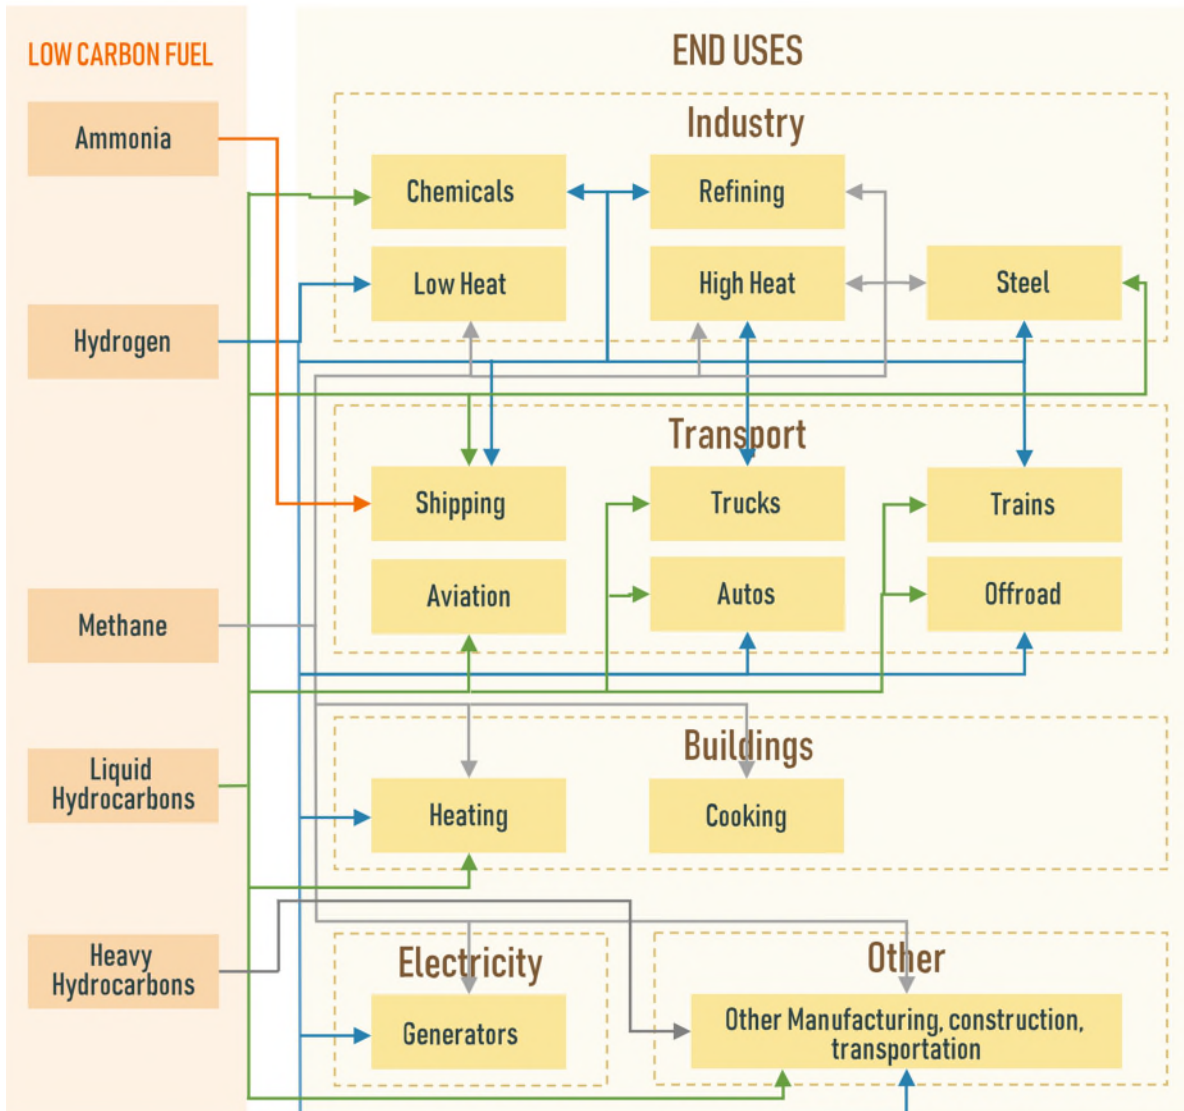 LOW CARBON FUEL
Ammonia
Hydrogen
Methane
Liquid
Hydrocarbons
Heavy
Hydrocarbons
END USES
Industry
Chemicals
Refining
Low Heat
High Heat
Steel
Transport
Shipping
Trucks
Trains
Aviation
Autos
Offroad
Buildings
Heating
Cooking
Electricity
Generators
Other
Other Manufacturing, construction,
transportation